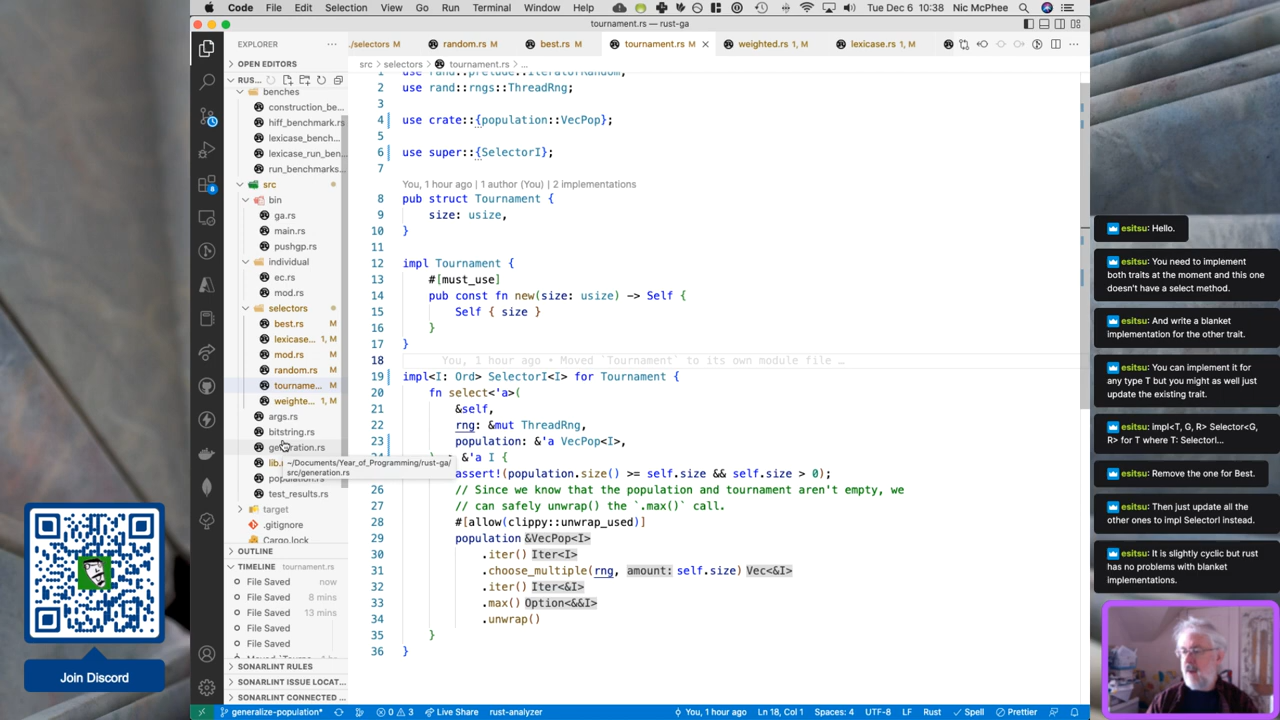 Code File Edit Selection View Go Run Terminal Window Help Tue Dec 6 10:38 Nic McPhee
tournament.rs — rust-ga
EXPLORER
./selectors M
random.rs M
best.rs M
tournament.rs M
weighted.rs 1, M
lexicase.rs 1, M
src > selectors > tournament.rs > ...
OPEN EDITORS
RUS...
benches
construction_be...
hiff_benchmark.rs
lexicase_bench...
lexicase_run_ben...
run_benchmarks...
src
bin
ga.rs
main.rs
pushgp.rs
individual
ec.rs
mod.rs
selectors
best.rs M
lexicase... 1, M
mod.rs M
random.rs M
tourname... M
weighte... 1, M
args.rs
bitstring.rs
generation.rs
~/Documents/Year_of_Programming/rust-ga/
src/generation.rs
test_results.rs
target
.gitignore
Cargo.lock
OUTLINE
TIMELINE tournament.rs
File Saved now
File Saved 8 mins
File Saved 13 mins
File Saved
File Saved
SONARLINT RULES
SONARLINT ISSUE LOCAT...
SONARLINT CONNECTED ...
1 use rand::prelude::IteratorRandom;
2 use rand::rngs::ThreadRng;
3
4 use crate::{population::VecPop};
5
6 use super::{SelectorI};
7
You, 1 hour ago | 1 author (You) | 2 implementations
8 pub struct Tournament {
9 size: usize,
10 }
11
12 impl Tournament {
13 #[must_use]
14 pub const fn new(size: usize) -> Self {
15 Self { size }
16 }
17 }
18 You, 1 hour ago • Moved `Tournament` to its own module file …
19 impl<I: Ord> SelectorI<I> for Tournament {
20 fn select<'a>(
21 &self,
22 rng: &mut ThreadRng,
23 population: &'a VecPop<I>,
&'a I {
assert!(population.size() >= self.size && self.size > 0);
26 // Since we know that the population and tournament aren't empty, we
27 // can safely unwrap() the `.max()` call.
28 #[allow(clippy::unwrap_used)]
29 population &VecPop<I>
30 .iter() Iter<I>
31 .choose_multiple(rng, amount: self.size) Vec<&I>
32 .iter() Iter<&I>
33 .max() Option<&&I>
34 .unwrap()
35 }
36 }
generalize-population* 0 3 Live Share rust-analyzer You, 1 hour ago Ln 18, Col 1 Spaces: 4 UTF-8 LF Rust Spell Prettier
Join Discord
esitsu: Hello.
esitsu: You need to implement
both traits at the moment and this one
doesn't have a select method.
esitsu: And write a blanket
implementation for the other trait.
esitsu: You can implement it for
any type T but you might as well just
update the existing trait.
esitsu: impl<T, G, R> Selector<G,
R> for T where T: SelectorI...
esitsu: Remove the one for Best.
esitsu: Then just update all the
other ones to impl SelectorI instead.
esitsu: It is slightly cyclic but rust
has no problems with blanket
implementations.